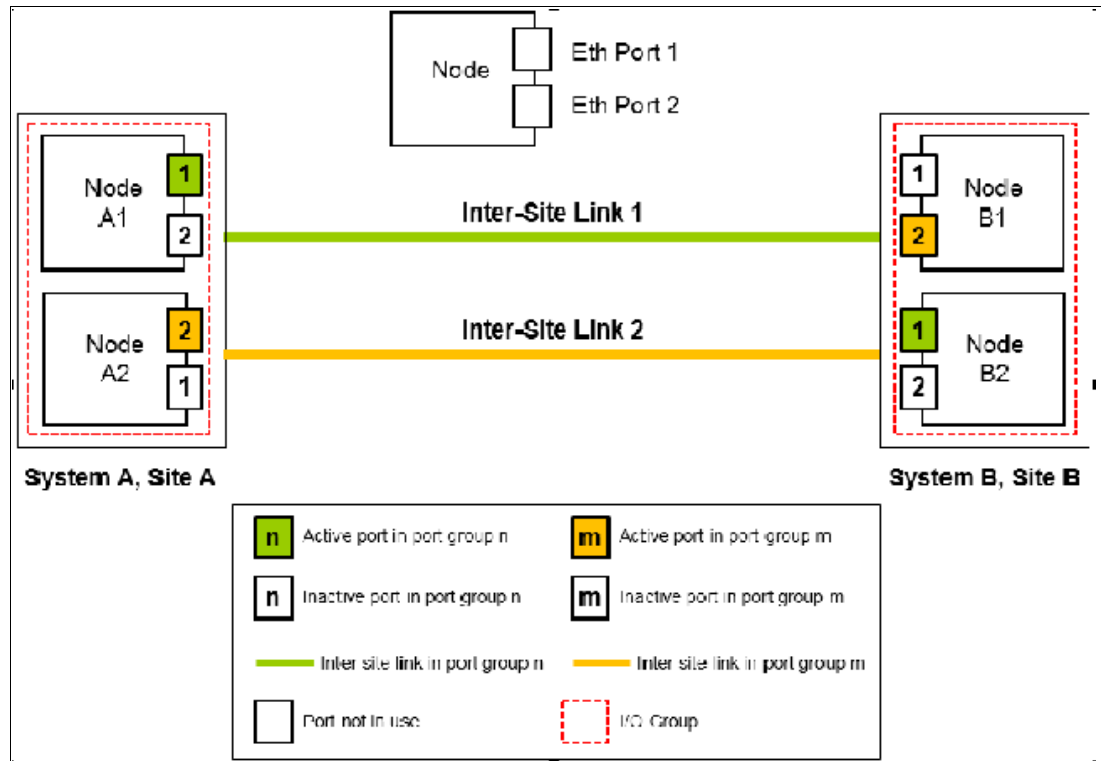 Node
Eth Port 1
Eth Port 2
Node
A1
1
2
Inter-Site Link 1
1
2
Node
B1
Node
A2
2
1
Inter-Site Link 2
1
2
Node
B2
System A, Site A
System B, Site B
n Active port in port group n
m Active port in port group m
n Inactive port in port group n
m Inactive port in port group m
Inter site link in port group n
Inter site link in port group m
Port not in use
I/O Group